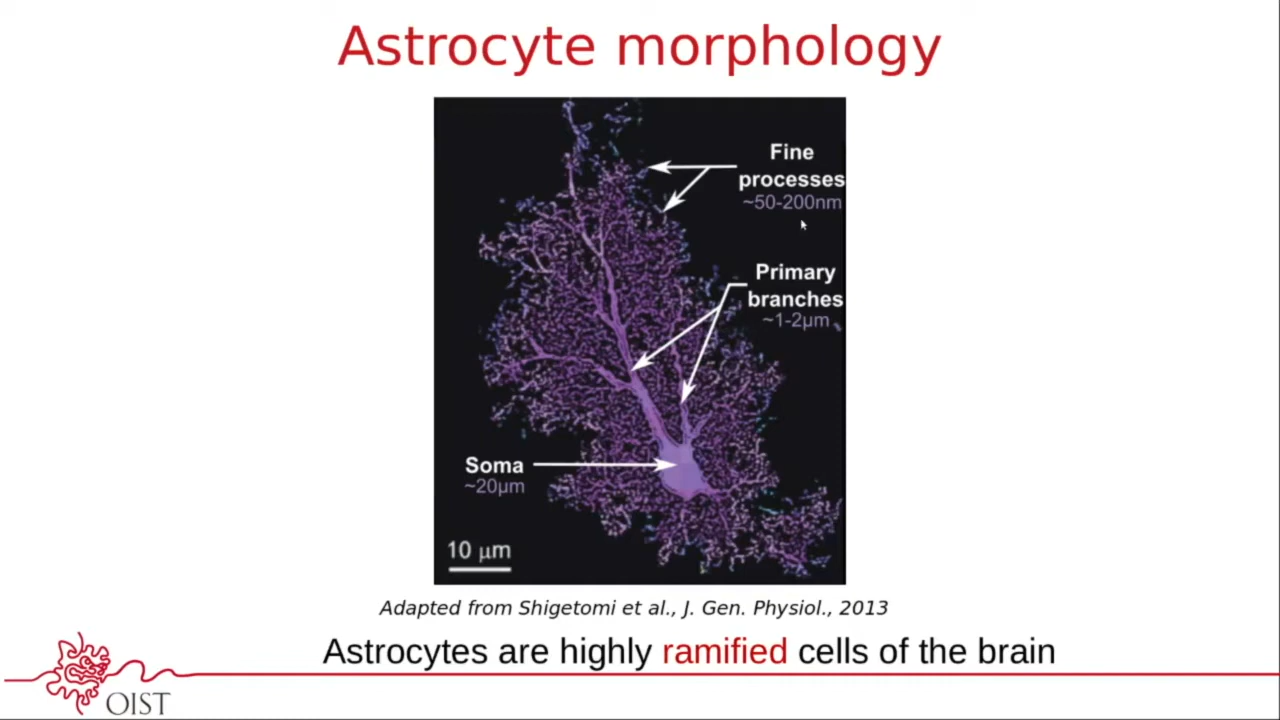 Astrocyte morphology
Fine
processes
~50-200nm
Primary
branches
~1-2µm
Soma
~20µm
10 µm
Adapted from Shigetomi et al., J. Gen. Physiol., 2013
Astrocytes are highly ramified cells of the brain
OIST